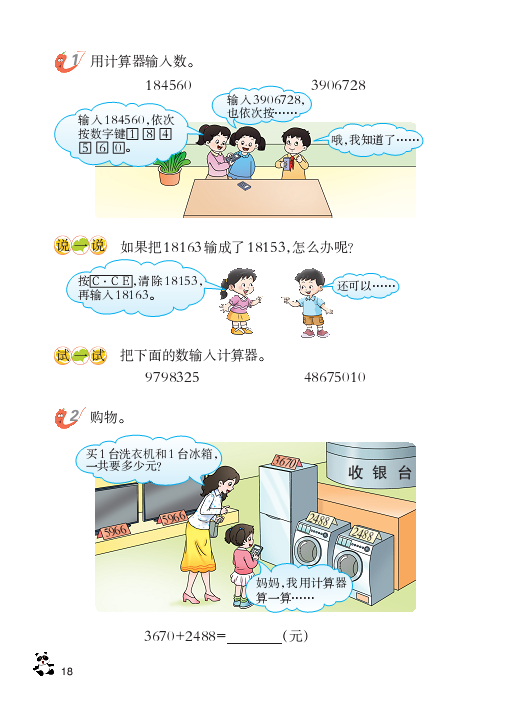 1 用计算器输入数。
184560 3906728
输入184560,依次
按数字键1 8 4
5 6 0。
输入3906728,
也依次按……
哦,我知道了……
说一说 如果把18163输成了18153,怎么办呢?
按C·CE,清除18153,
再输入18163。
还可以……
试一试 把下面的数输入计算器。
9798325 48675010
2 购物。
买1台洗衣机和1台冰箱,
一共要多少元?
3670
收银台
5966
5966
2488
2488
妈妈,我用计算器
算一算……
3670+2488=______(元)
18